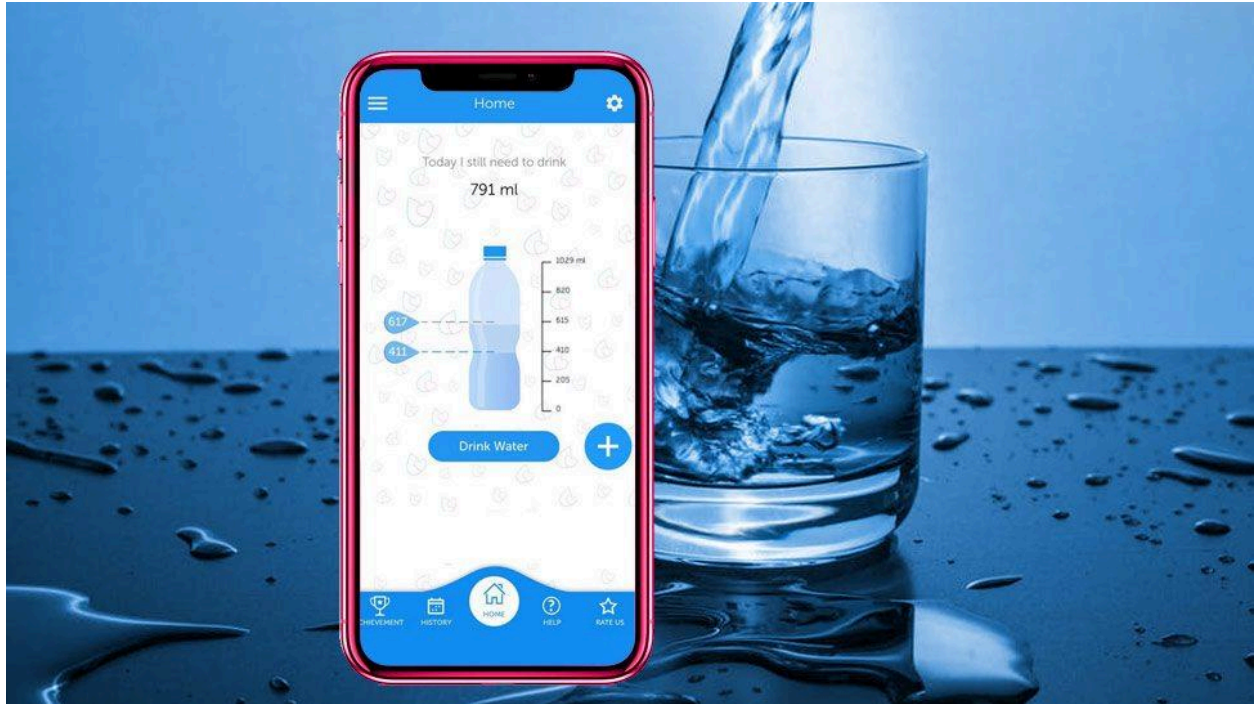 Home
Today I still need to drink
791 ml
1029 ml
820
617
615
411
410
205
0
Drink Water
CHIEVEMENT
HISTORY
HOME
HELP
RATE US